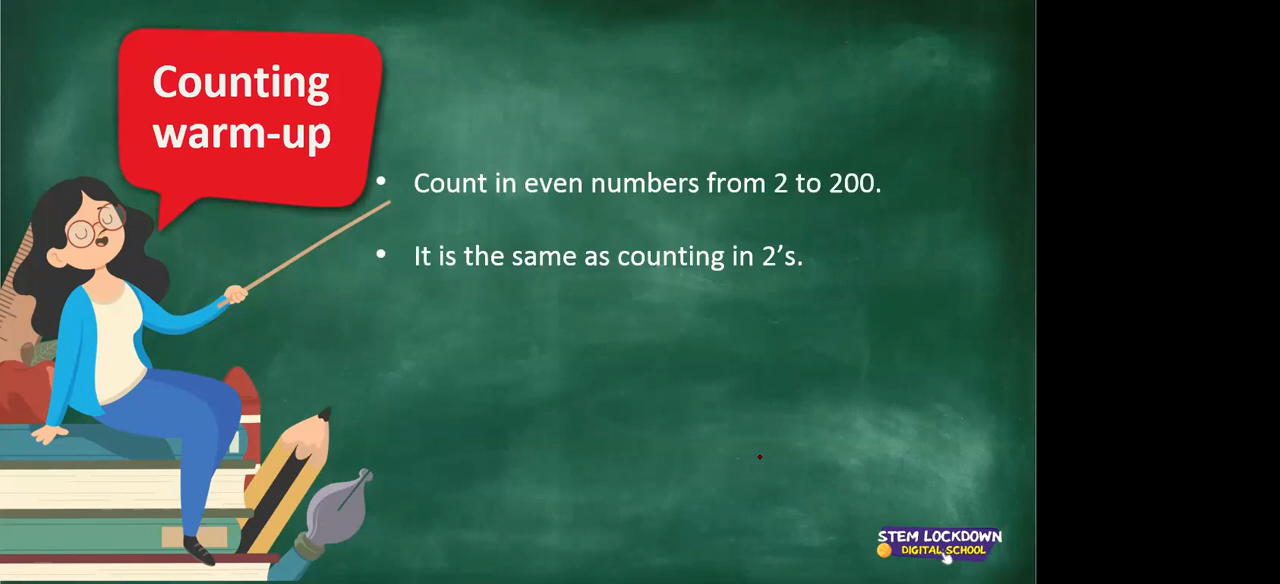 Counting
warm-up
• Count in even numbers from 2 to 200.
• It is the same as counting in 2’s.
STEM LOCKDOWN
DIGITAL SCHOOL